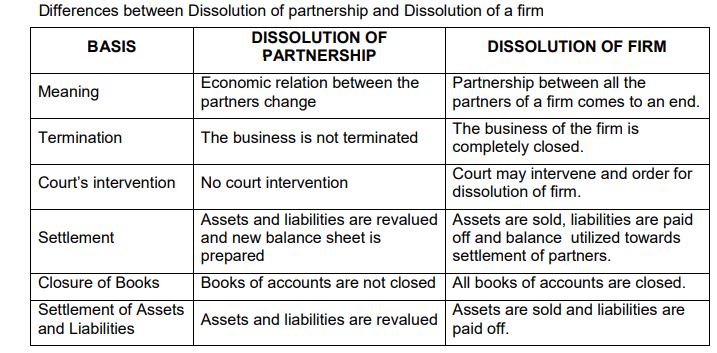 Differences between Dissolution of partnership and Dissolution of a firm
BASIS
DISSOLUTION OF
PARTNERSHIP
DISSOLUTION OF FIRM
Meaning
Economic relation between the
partners change
Partnership between all the
partners of a firm comes to an end.
Termination
The business is not terminated
The business of the firm is
completely closed.
Court's intervention
No court intervention
Court may intervene and order for
dissolution of firm.
Settlement
Assets and liabilities are revalued
and new balance sheet is
prepared
Assets are sold, liabilities are paid
off and balance utilized towards
settlement of partners.
Closure of Books
Books of accounts are not closed
All books of accounts are closed.
Settlement of Assets
and Liabilities
Assets and liabilities are revalued
Assets are sold and liabilities are
paid off.